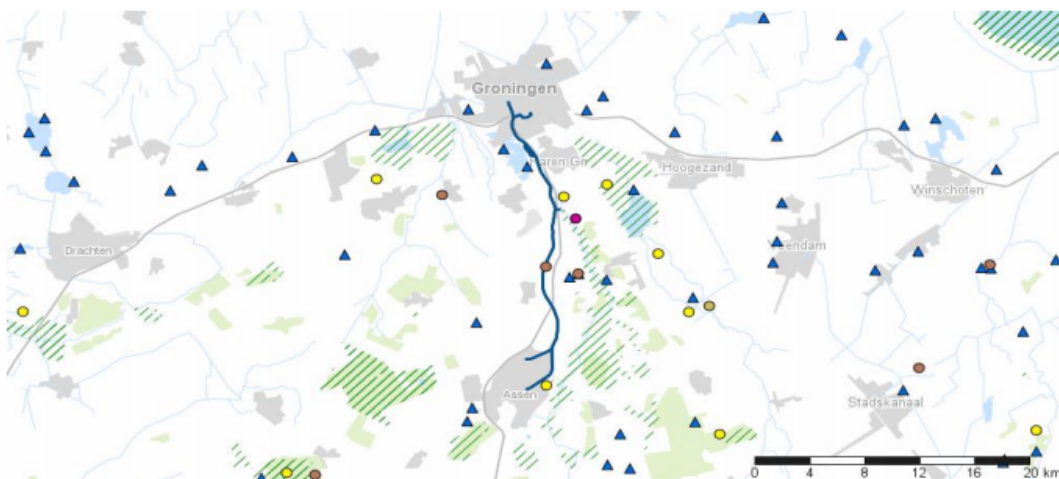 Groningen
Haren Gn
Hoogezand
Winschoten
Drachten
Veendam
Assen
Stadskanaal
0 4 8 12 16 20 km